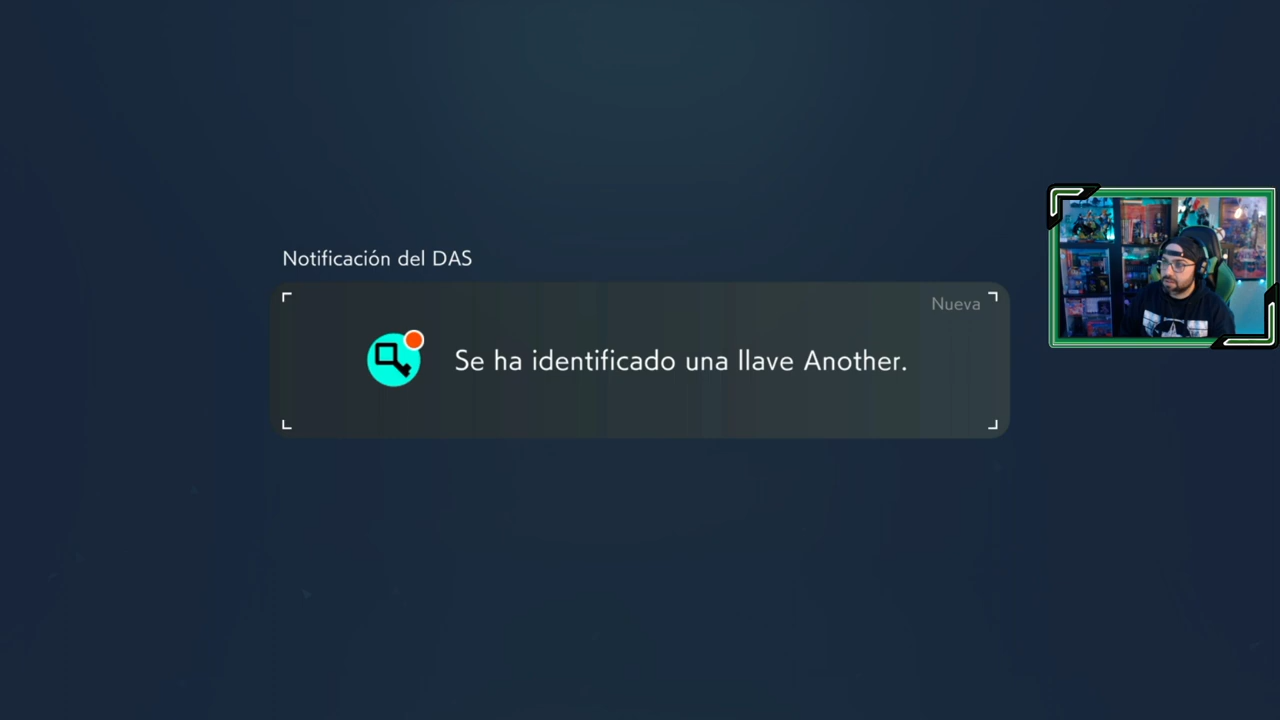 Notificación del DAS
Nueva
Se ha identificado una llave Another.